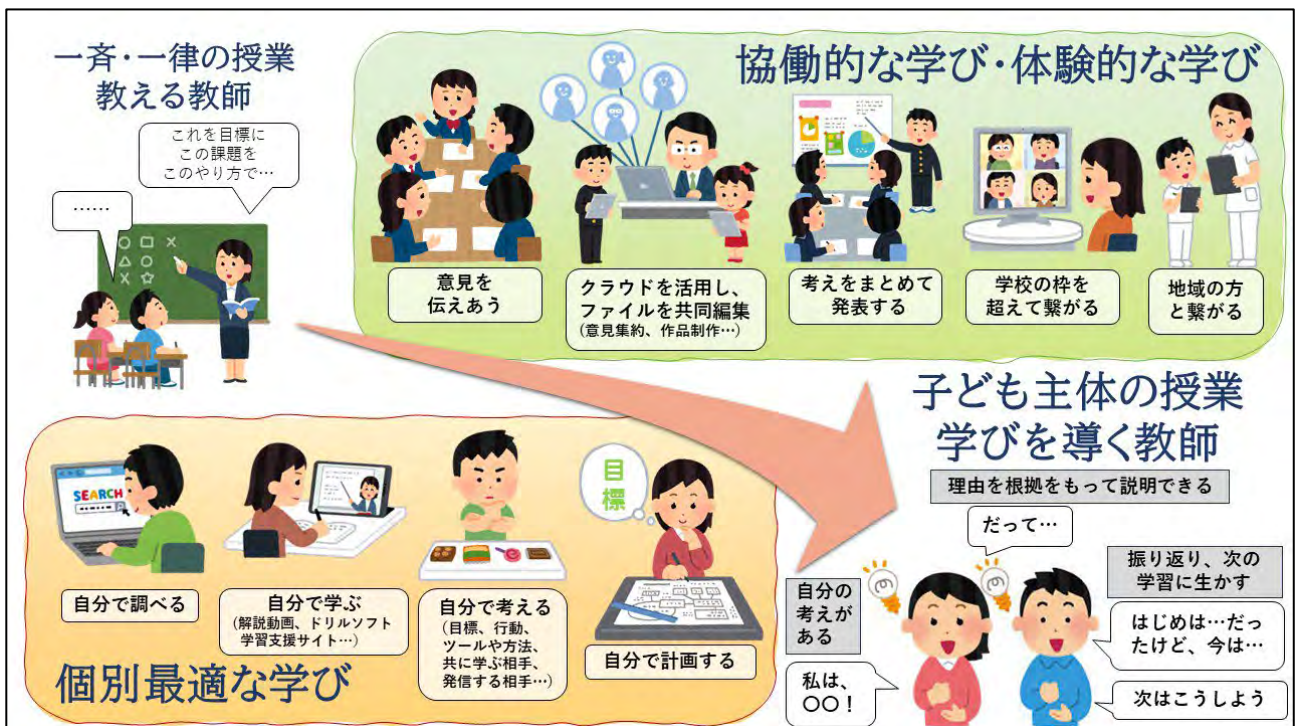 一斉・一律の授業
教える教師
これを目標に
この課題を
このやり方で…
……
協働的な学び・体験的な学び
意見を
伝えあう
クラウドを活用し、
ファイルを共同編集
(意見集約、作品制作…)
考えをまとめて
発表する
学校の枠を
超えて繋がる
地域の方
と繋がる
SEARCH
自分で調べる
自分で学ぶ
(解説動画、ドリルソフト
学習支援サイト…)
自分で考える
(目標、行動、
ツールや方法、
共に学ぶ相手、
発信する相手…)
目標
自分で計画する
個別最適な学び
子ども主体の授業
学びを導く教師
理由を根拠をもって説明できる
だって…
自分の
考えが
ある
私は、
〇〇！
振り返り、次の
学習に生かす
はじめは…だっ
たけど、今は…
次はこうしよう